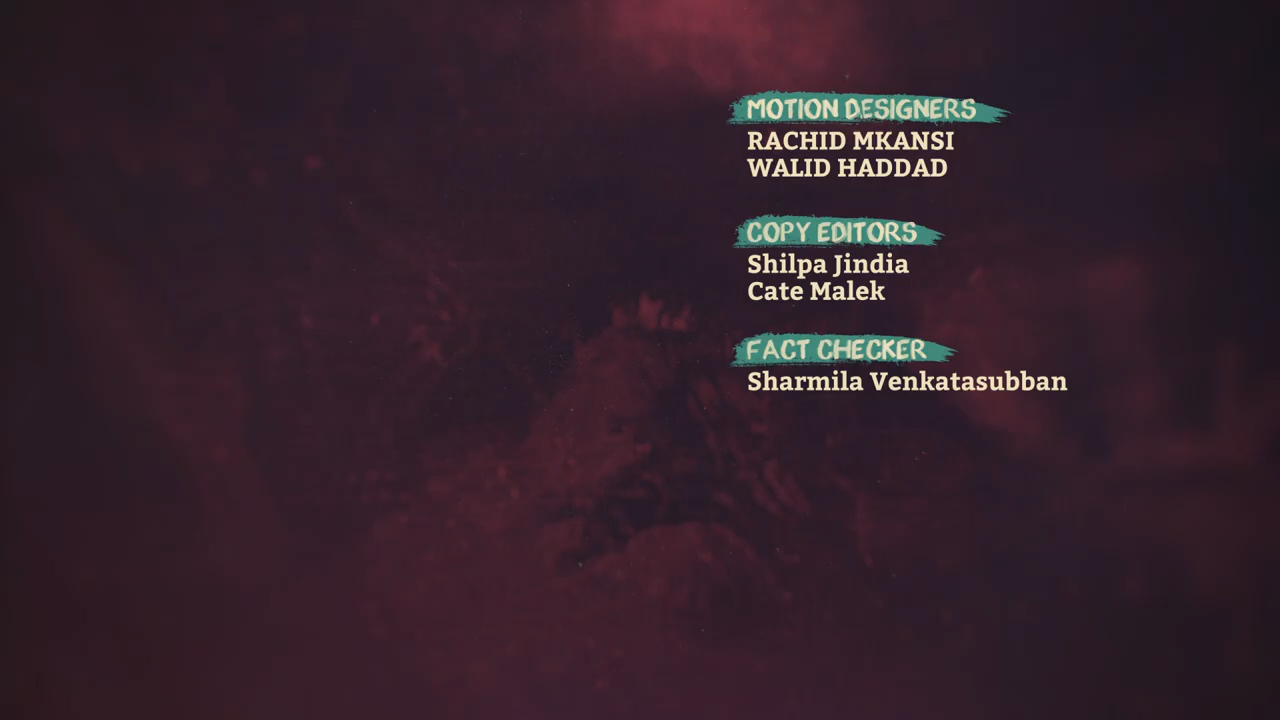 MOTION DESIGNERS
RACHID MKANSI
WALID HADDAD
COPY EDITORS
Shilpa Jindia
Cate Malek
FACT CHECKER
Sharmila Venkatasubban